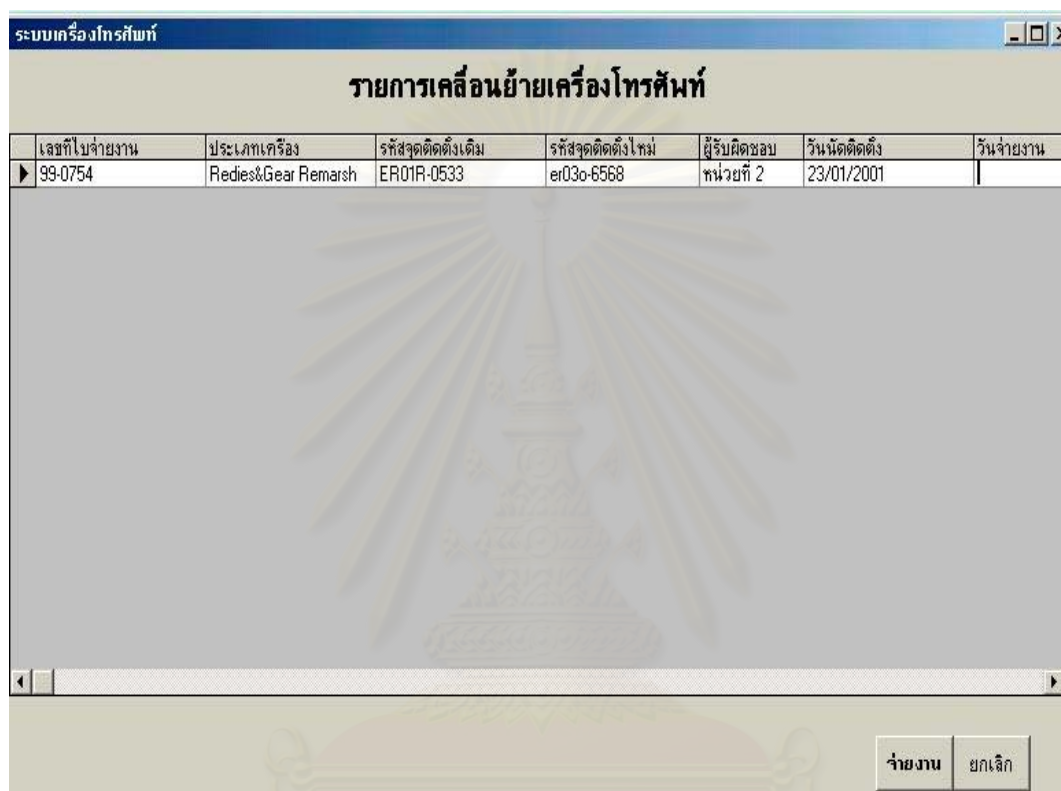 ระบบเครื่องโทรศัพท์
รายการเคลื่อนย้ายเครื่องโทรศัพท์
เลขที่ใบจ่ายงาน ประเภทเครื่อง รหัสจุดติดตั้งเดิม รหัสจุดติดตั้งใหม่ ผู้รับผิดชอบ วันนัดติดตั้ง วันจ่ายงาน
99-0754 Redies&Gear Remarsh ER01R-0533 er03o-6568 หน่วยที่ 2 23/01/2001
จ่ายงาน ยกเลิก